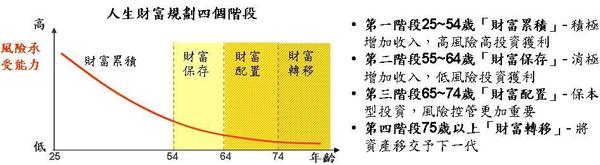 人生財富規劃四個階段
高
風險承
受能力
低
財富累積
財富
保存
財富
配置
財富
轉移
25
54
64
74
年齡
• 第一階段25~54歲「財富累積」- 積極
增加收入，高風險高投資獲利
• 第二階段55~64歲「財富保存」- 消極
增加收入，低風險投資獲利
• 第三階段65~74歲「財富配置」- 保本
型投資，風險控管更加重要
• 第四階段75歲以上「財富轉移」- 將
資產移交予下一代